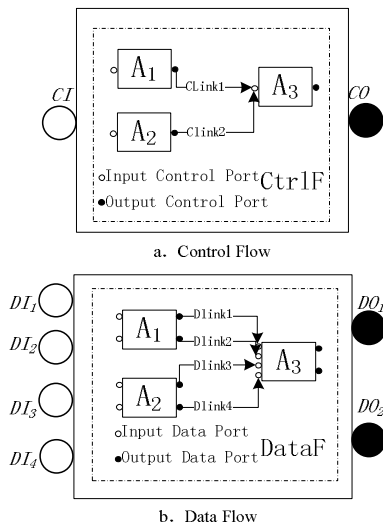 A1
CLink1
A3
CI
CO
A2
Clink2
Input Control Port
CtrlF
Output Control Port
a. Control Flow
DI1
Dlink1
DO1
A1
Dlink2
DI2
Dlink3
A3
A2
DI3
Dlink4
DO2
Input Data Port
DI4
Output Data Port
DataF
b. Data Flow